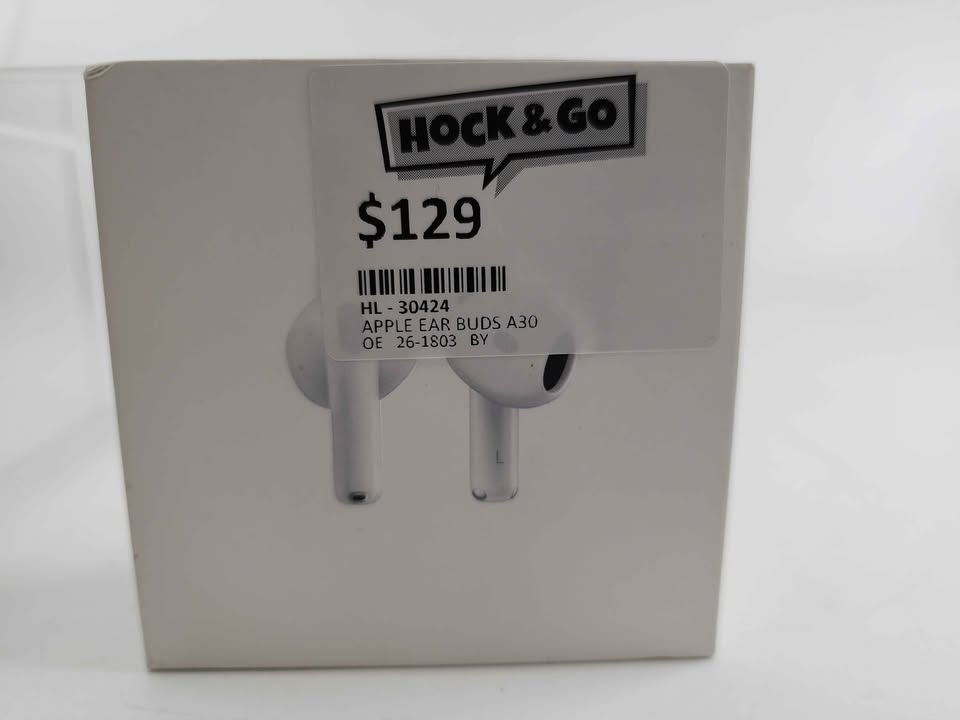 HOCK & GO
$129
HL - 30424
APPLE EAR BUDS A30
OE 26-1803 BY
L